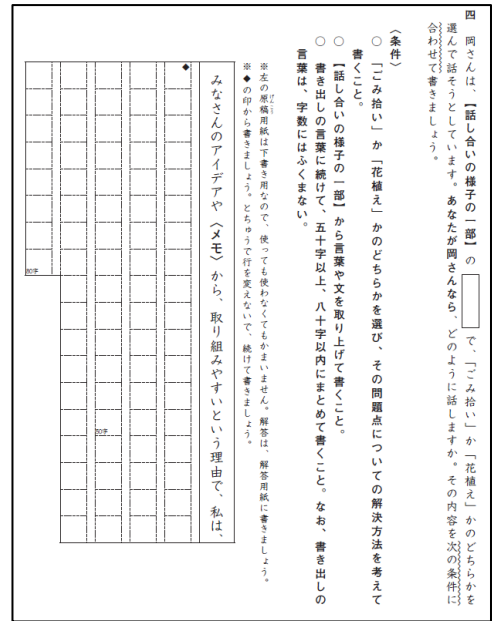 四　岡さんは、【話し合いの様子の一部】の　　　で、「ごみ拾い」か「花植え」かのどちらかを
選んで話そうとしています。あなたが岡さんなら、どのように話しますか。その内容を次の条件に
合わせて書きましょう。
〈条件〉
○　「ごみ拾い」か「花植え」かのどちらかを選び、その問題点についての解決方法を考えて
書くこと。
○　【話し合いの様子の一部】から言葉や文を取り上げて書くこと。
○　書き出しの言葉に続けて、五十字以上、八十字以内にまとめて書くこと。なお、書き出しの
言葉は、字数にはふくまない。
※左の原稿用紙は下書き用なので、使っても使わなくてもかまいません。解答は、解答用紙に書きましょう。
※◆の印から書きましょう。とちゅうで行を変えないで、続けて書きましょう。
みなさんのアイデアや〈メモ〉から、取り組みやすいという理由で、私は、
◆
50字
80字